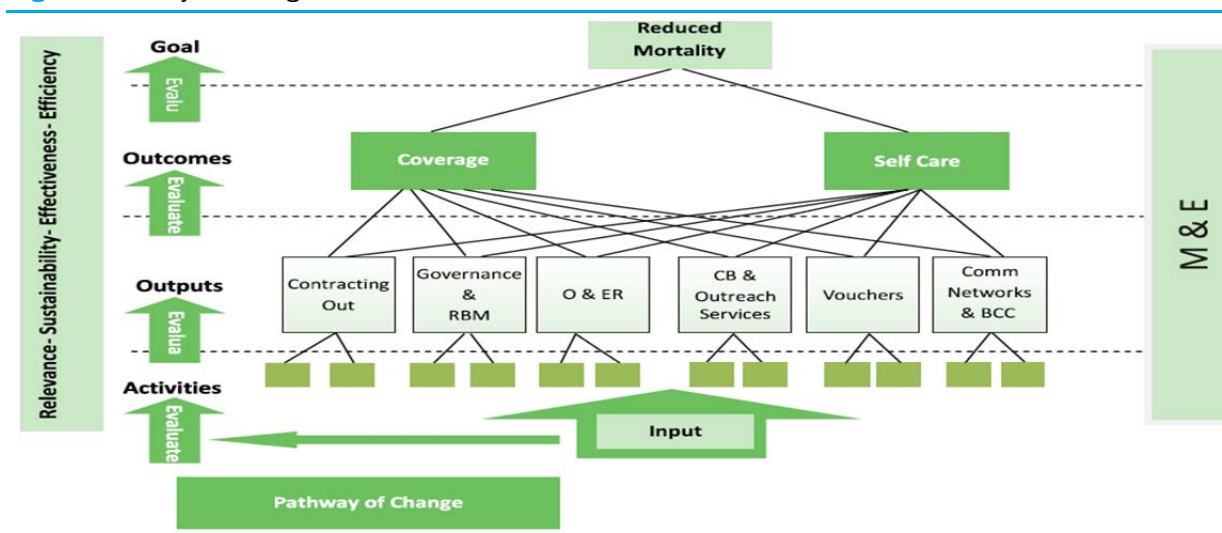 Relevance- Sustainability- Effectiveness- Efficiency
Goal
Evalu
Reduced
Mortality
Outcomes
Evaluate
Coverage
Self Care
Outputs
Evalua
Contracting
Out
Governance
&
RBM
O & ER
CB &
Outreach
Services
Vouchers
Comm
Networks
& BCC
Activities
Evaluate
Input
Pathway of Change
M & E